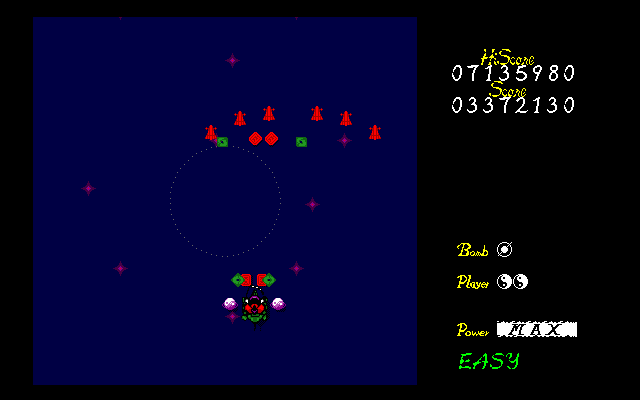 HiScore
07135980
Score
03372130
Bomb
Player
Power MAX
EASY